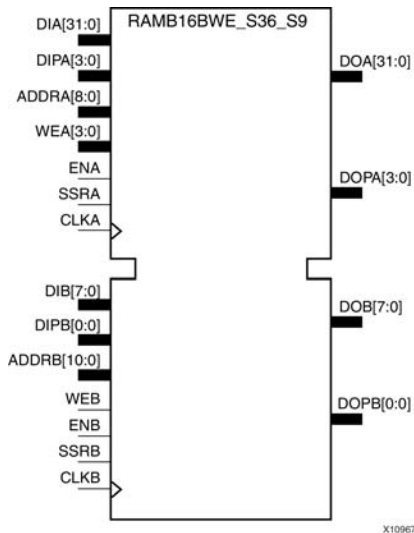 RAMB16BWE_S36_S9
DIA[31:0]
DIPA[3:0]
ADDRA[8:0]
WEA[3:0]
ENA
SSRA
CLKA
DOA[31:0]
DOPA[3:0]
DIB[7:0]
DIPB[0:0]
ADDRB[10:0]
WEB
ENB
SSRB
CLKB
DOB[7:0]
DOPB[0:0]
X10967